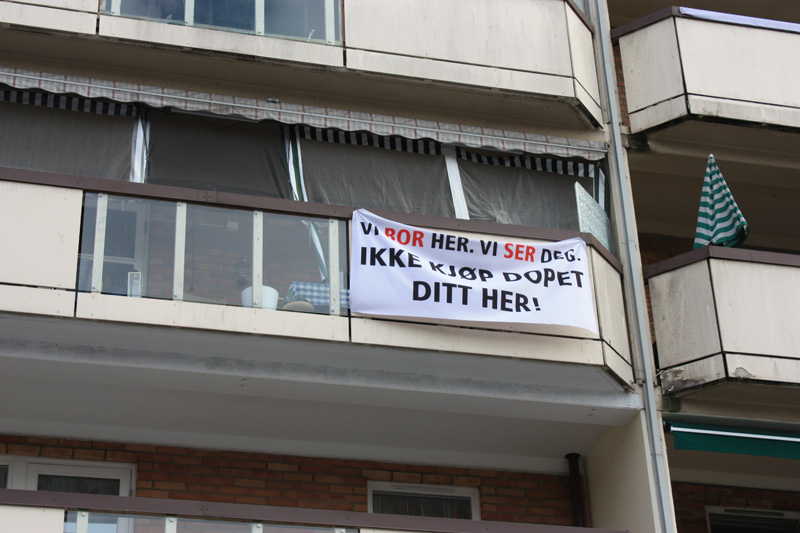 VI BOR HER. VI SER DEG.
IKKE KJØP DOPET
DITT HER!